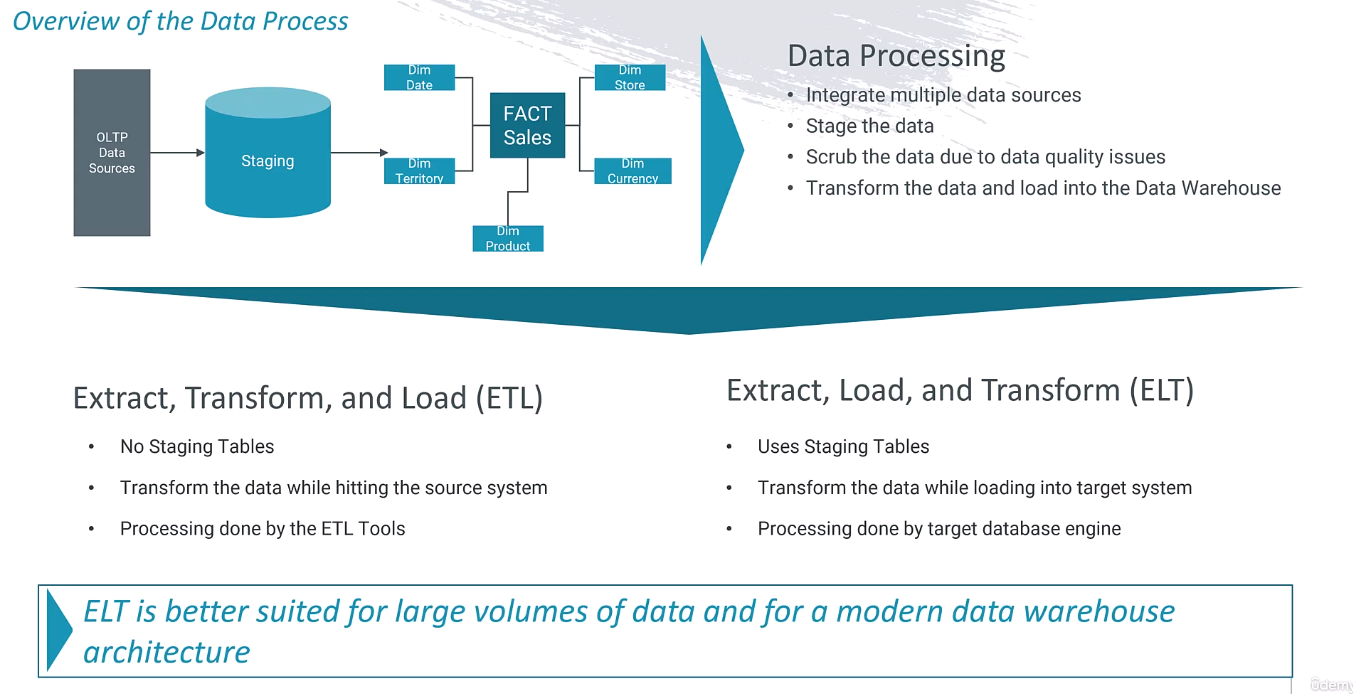 Overview of the Data Process
OLTP
Data
Sources
Staging
Dim
Date
Dim
Territory
FACT
Sales
Dim
Product
Dim
Store
Dim
Currency
Data Processing
• Integrate multiple data sources
• Stage the data
• Scrub the data due to data quality issues
• Transform the data and load into the Data Warehouse
Extract, Transform, and Load (ETL)
• No Staging Tables
• Transform the data while hitting the source system
• Processing done by the ETL Tools
Extract, Load, and Transform (ELT)
• Uses Staging Tables
• Transform the data while loading into target system
• Processing done by target database engine
ELT is better suited for large volumes of data and for a modern data warehouse
architecture
ûdemy